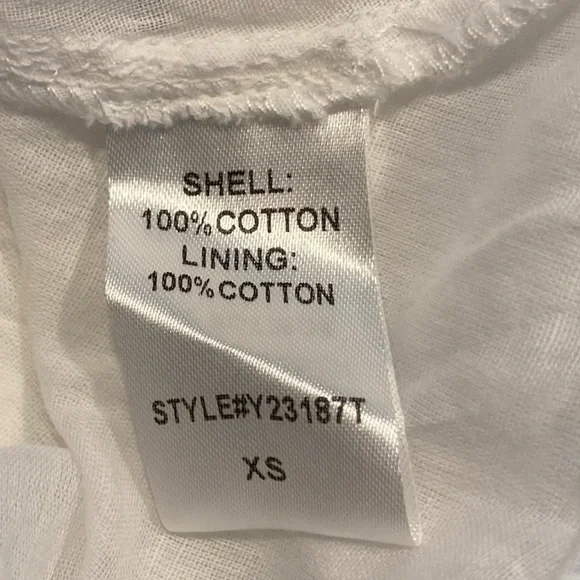 SHELL:
100% COTTON
LINING:
100% COTTON
STYLE#Y23187T
XS